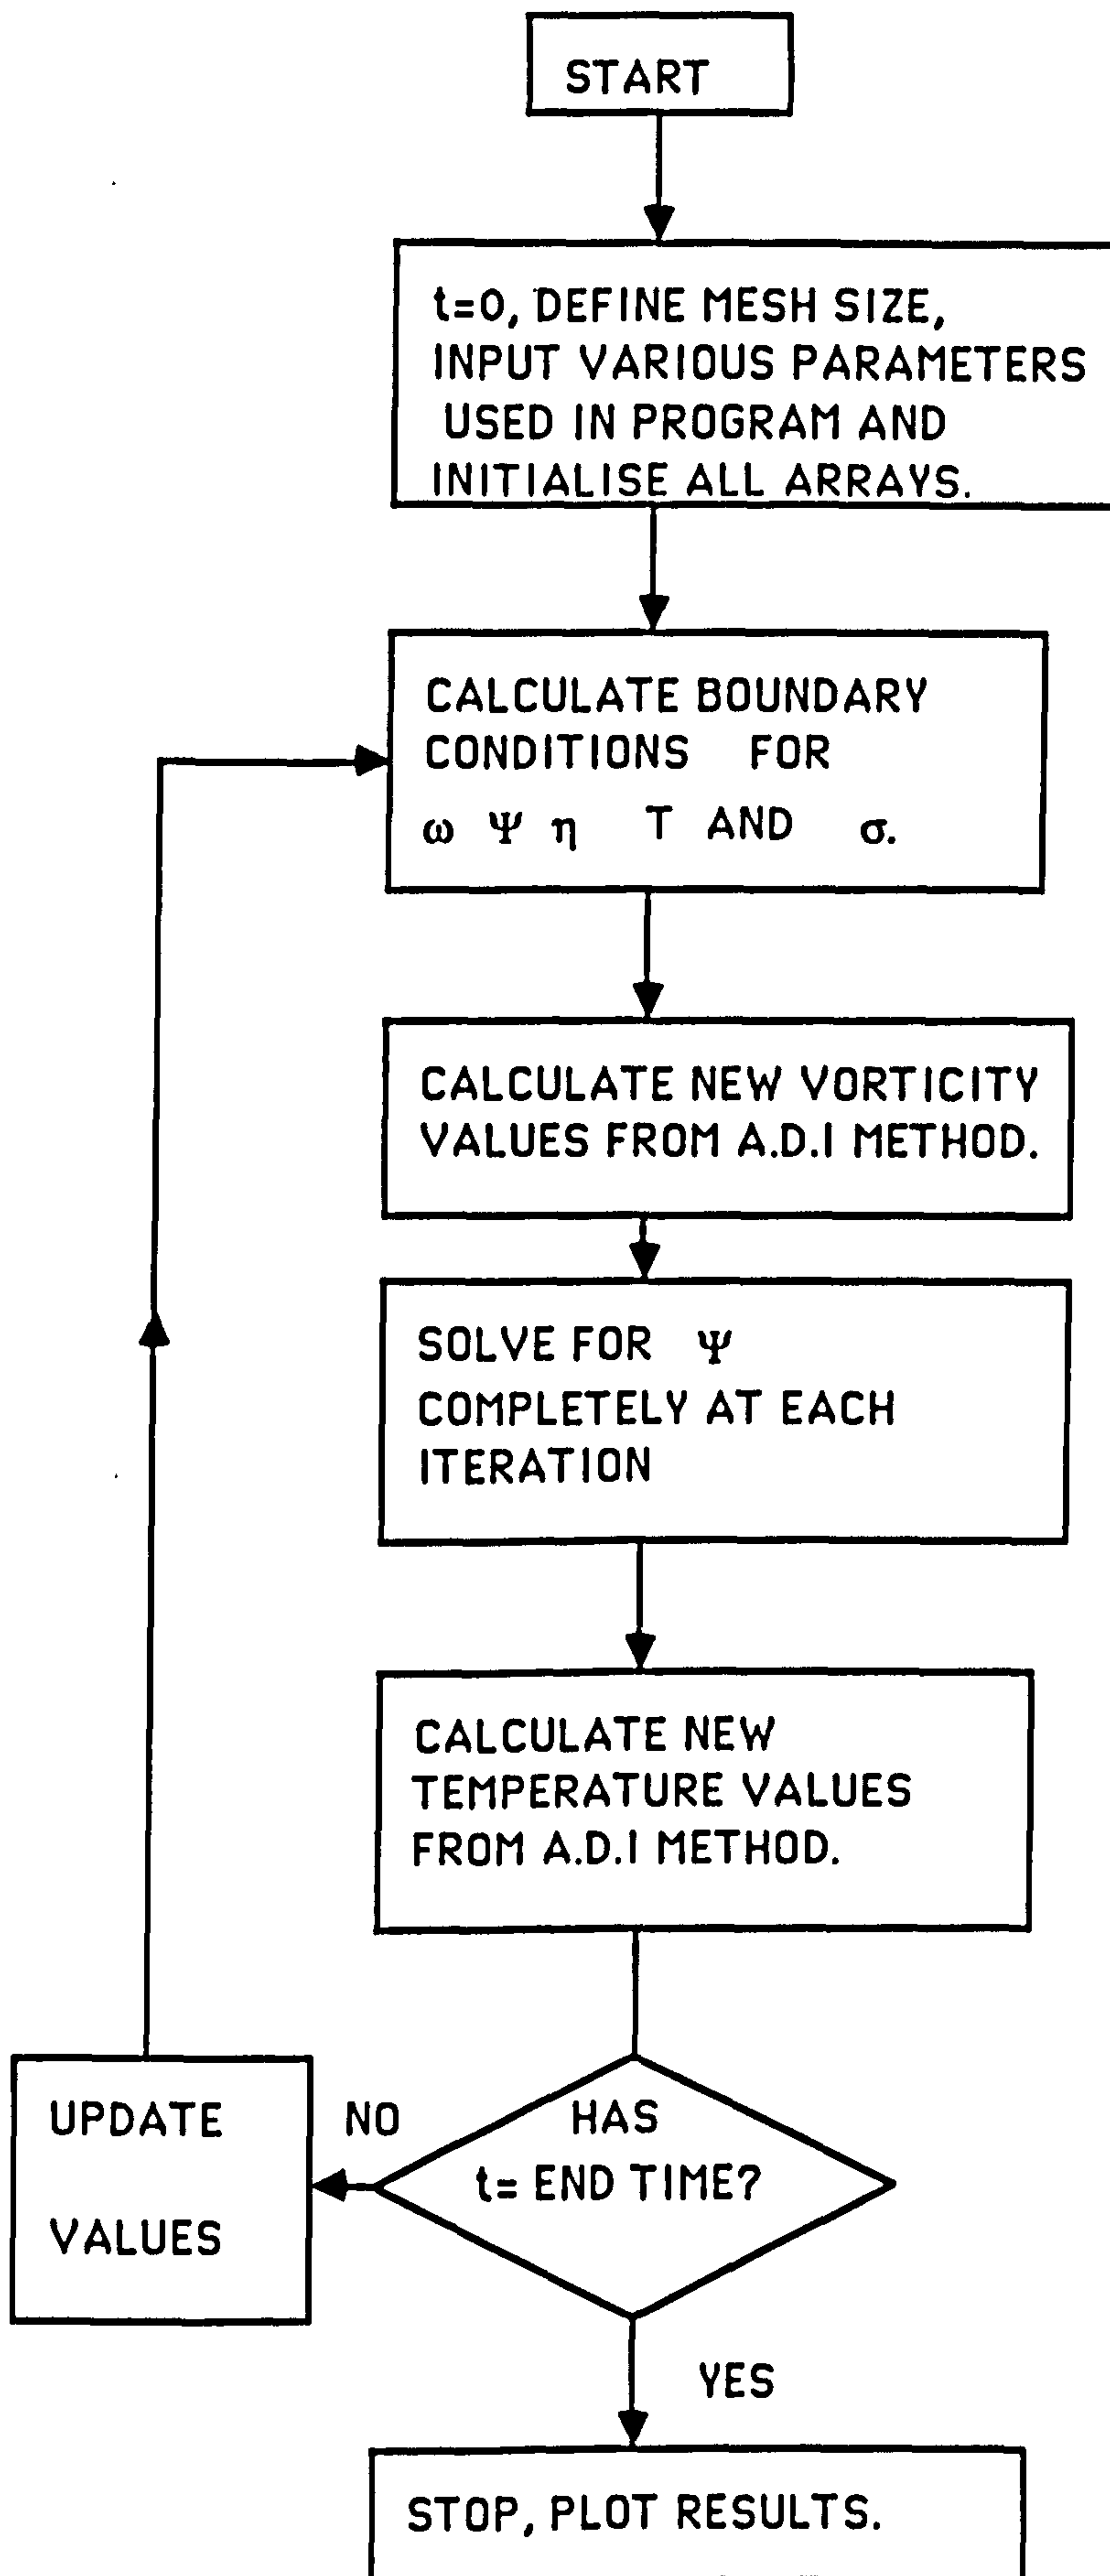 START
t=0, DEFINE MESH SIZE,
INPUT VARIOUS PARAMETERS
USED IN PROGRAM AND
INITIALISE ALL ARRAYS.
CALCULATE BOUNDARY
CONDITIONS FOR
ω Ψ η T AND σ.
CALCULATE NEW VORTICITY
VALUES FROM A.D.I METHOD.
SOLVE FOR Ψ
COMPLETELY AT EACH
ITERATION
CALCULATE NEW
TEMPERATURE VALUES
FROM A.D.I METHOD.
HAS
t= END TIME?
NO
UPDATE
VALUES
YES
STOP, PLOT RESULTS.